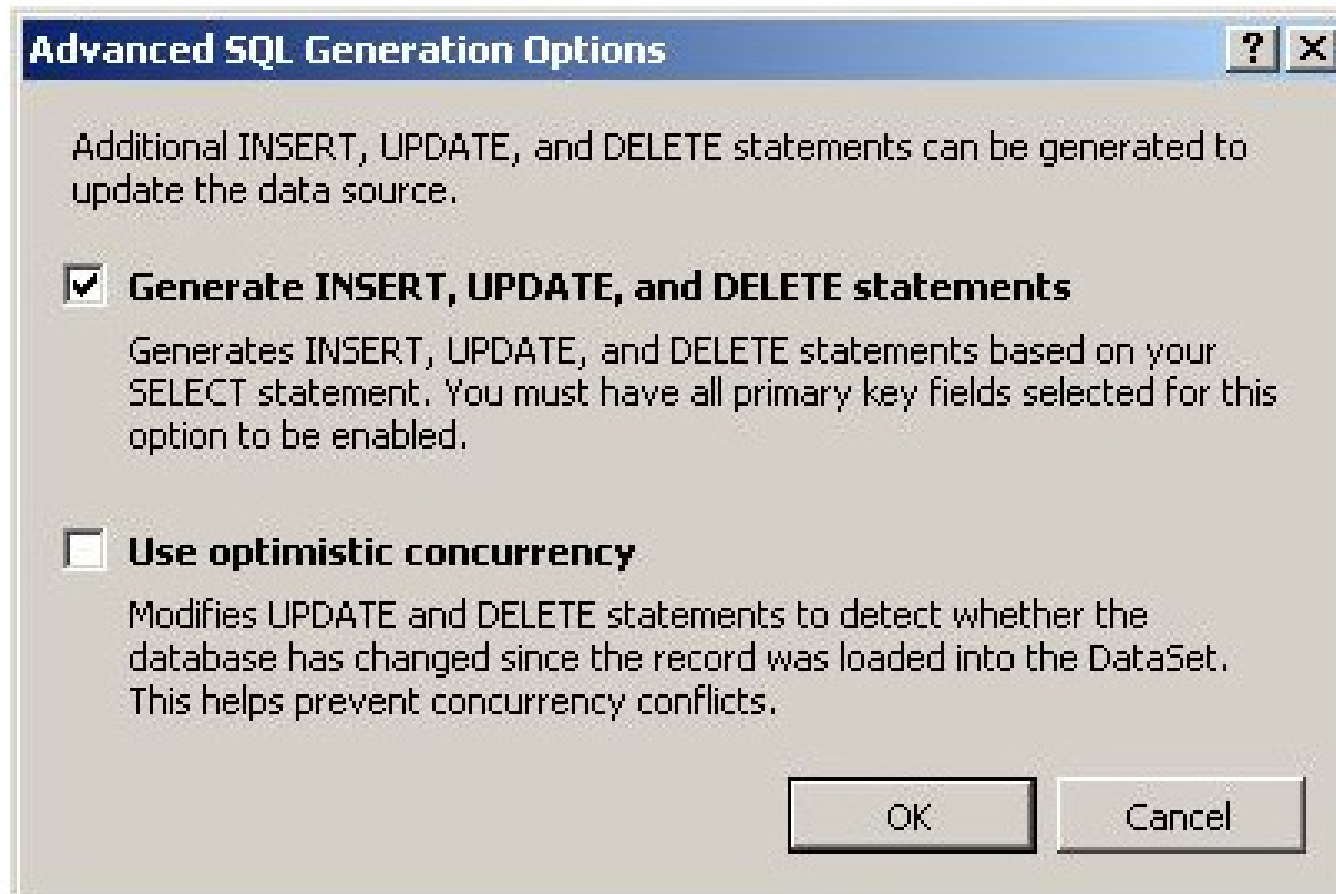 Advanced SQL Generation Options
Additional INSERT, UPDATE, and DELETE statements can be generated to
update the data source.
Generate INSERT, UPDATE, and DELETE statements
Generates INSERT, UPDATE, and DELETE statements based on your
SELECT statement. You must have all primary key fields selected for this
option to be enabled.
Use optimistic concurrency
Modifies UPDATE and DELETE statements to detect whether the
database has changed since the record was loaded into the DataSet.
This helps prevent concurrency conflicts.
OK Cancel